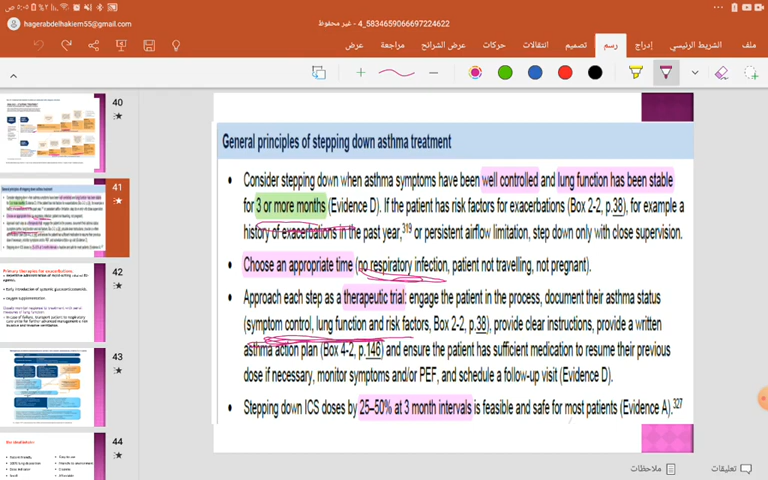 ٥:٠٥ ص
hagerabdelhakiem55@gmail.com
4_5834659066697224622 - غير محفوظ
ملف
الشريط الرئيسي
إدراج
رسم
تصميم
انتقالات
حركات
عرض الشرائح
مراجعة
عرض
40
41
42
Primary therapies for exacerbations:
43
44
General principles of stepping down asthma treatment
• Consider stepping down when asthma symptoms have been well controlled and lung function has been stable
for 3 or more months (Evidence D). If the patient has risk factors for exacerbations (Box 2-2, p.38), for example a
history of exacerbations in the past year,319 or persistent airflow limitation, step down only with close supervision.
• Choose an appropriate time (no respiratory infection, patient not travelling, not pregnant).
• Approach each step as a therapeutic trial: engage the patient in the process, document their asthma status
(symptom control, lung function and risk factors, Box 2-2, p.38), provide clear instructions, provide a written
asthma action plan (Box 4-2, p.146) and ensure the patient has sufficient medication to resume their previous
dose if necessary, monitor symptoms and/or PEF, and schedule a follow-up visit (Evidence D).
• Stepping down ICS doses by 25–50% at 3 month intervals is feasible and safe for most patients (Evidence A).327
ملاحظات
تعليقات